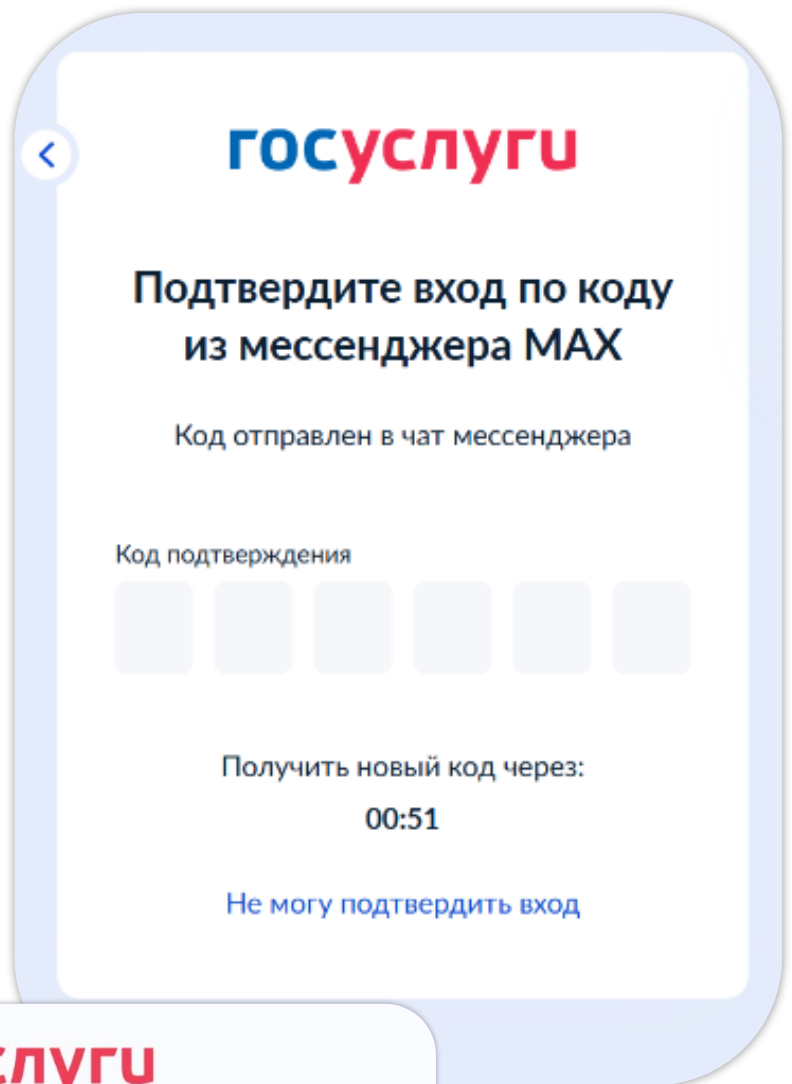 госуслуги
Подтвердите вход по коду
из мессенджера MAX
Код отправлен в чат мессенджера
Код подтверждения
Получить новый код через:
00:51
Не могу подтвердить вход
слуги